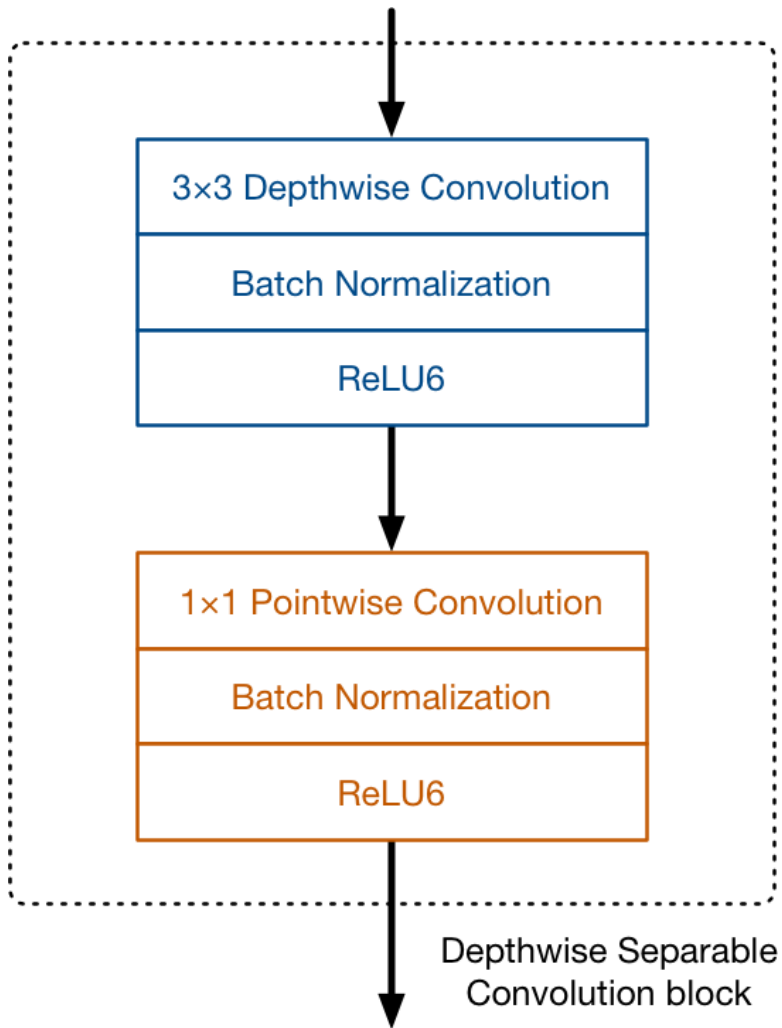 3×3 Depthwise Convolution
Batch Normalization
ReLU6
1×1 Pointwise Convolution
Batch Normalization
ReLU6
Depthwise Separable
Convolution block